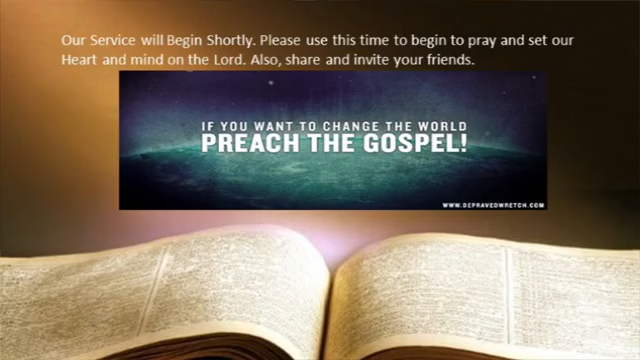 Our Service will Begin Shortly. Please use this time to begin to pray and set our
Heart and mind on the Lord. Also, share and invite your friends.
IF YOU WANT TO CHANGE THE WORLD
PREACH THE GOSPEL!
WWW.DEPRAVEDWRETCH.COM